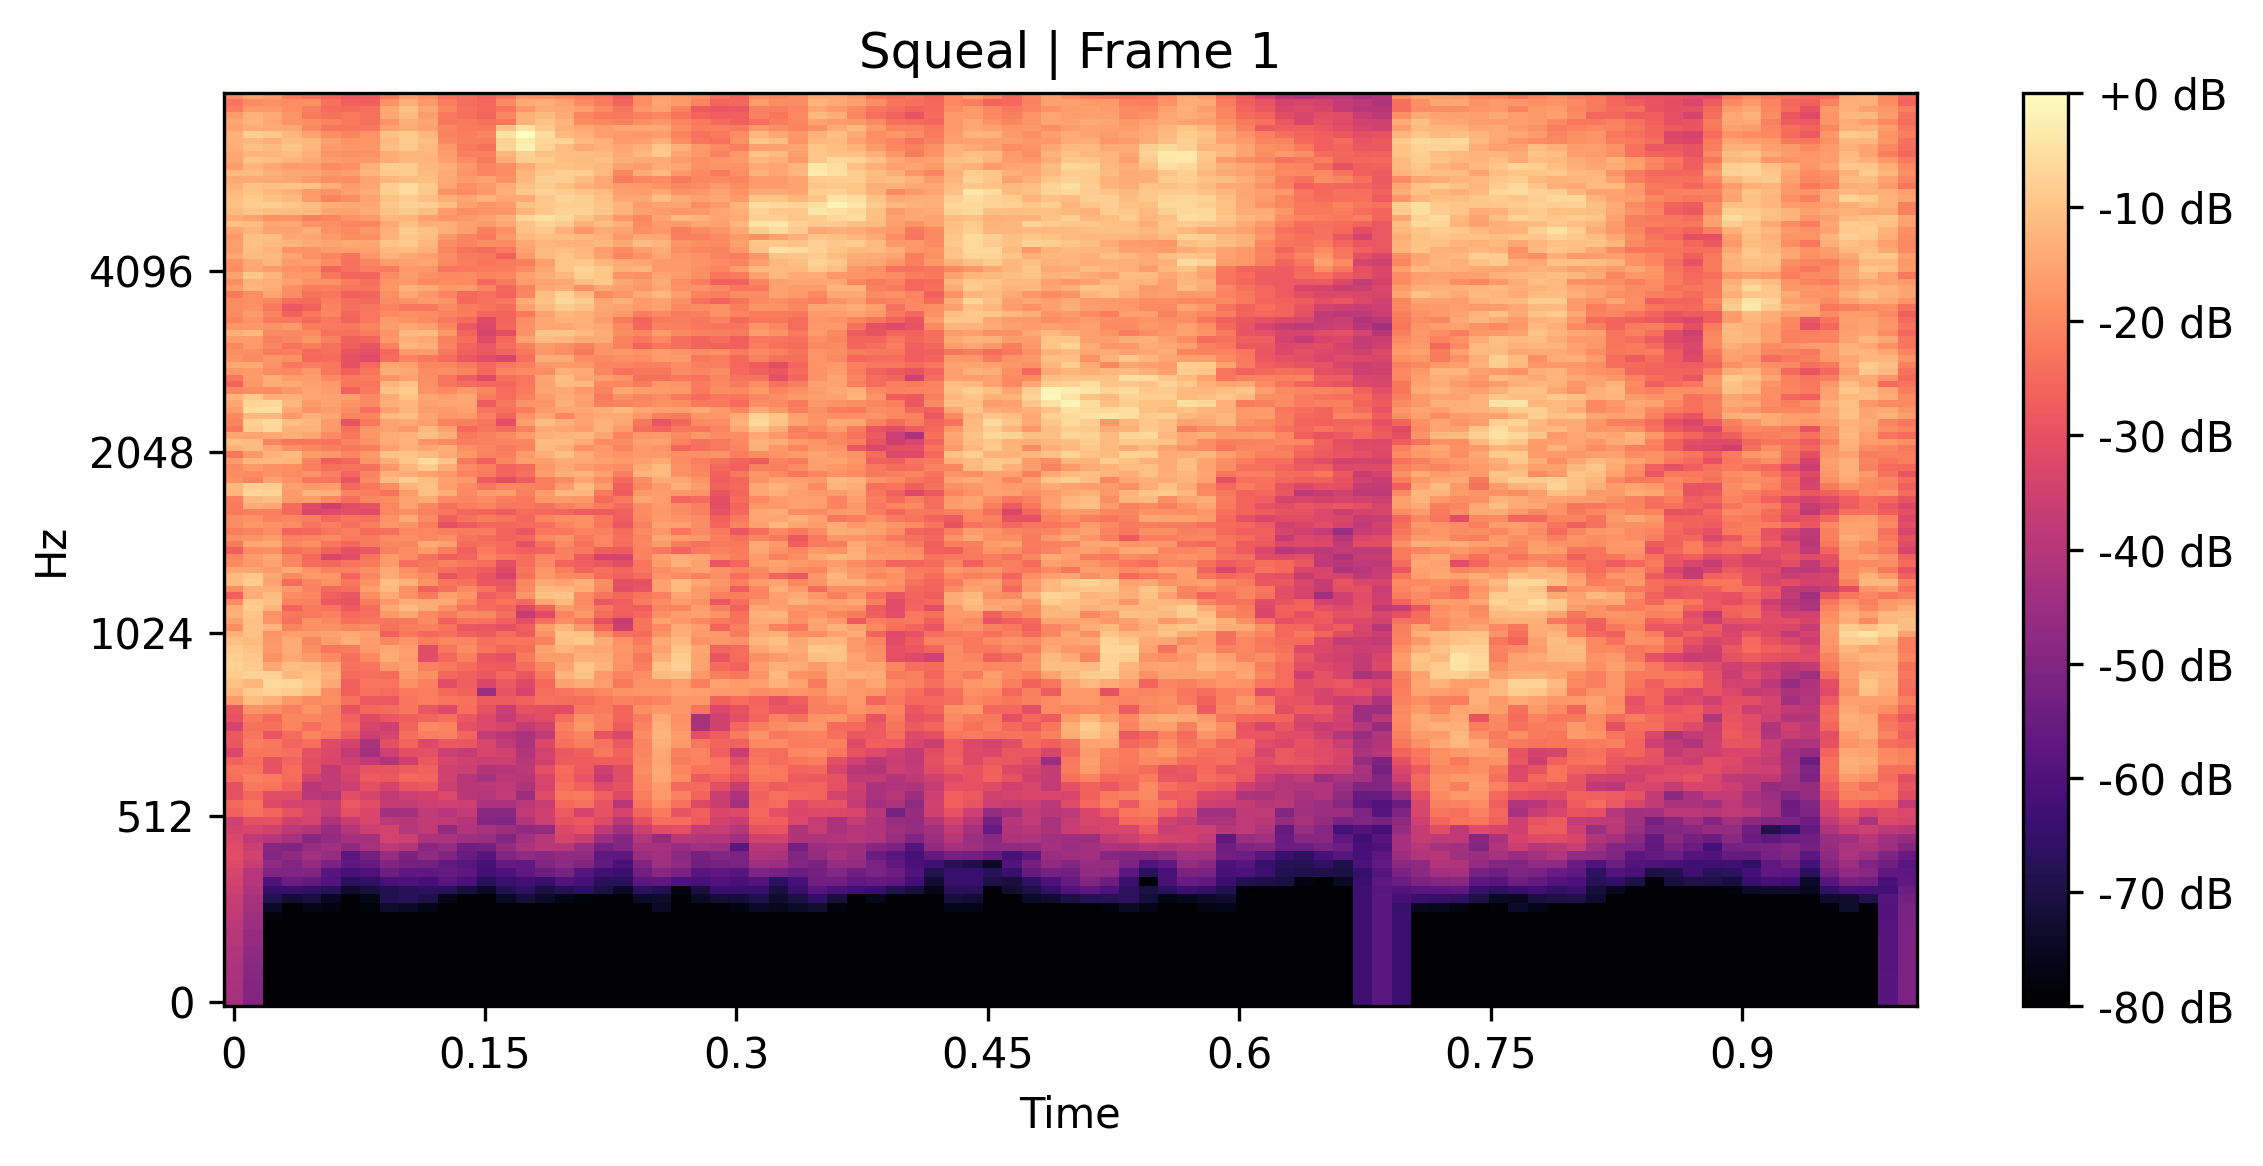 Squeal | Frame 1
+0 dB
-10 dB
-20 dB
-30 dB
-40 dB
-50 dB
-60 dB
-70 dB
-80 dB
Hz
4096
2048
1024
512
0
0 0.15 0.3 0.45 0.6 0.75 0.9
Time